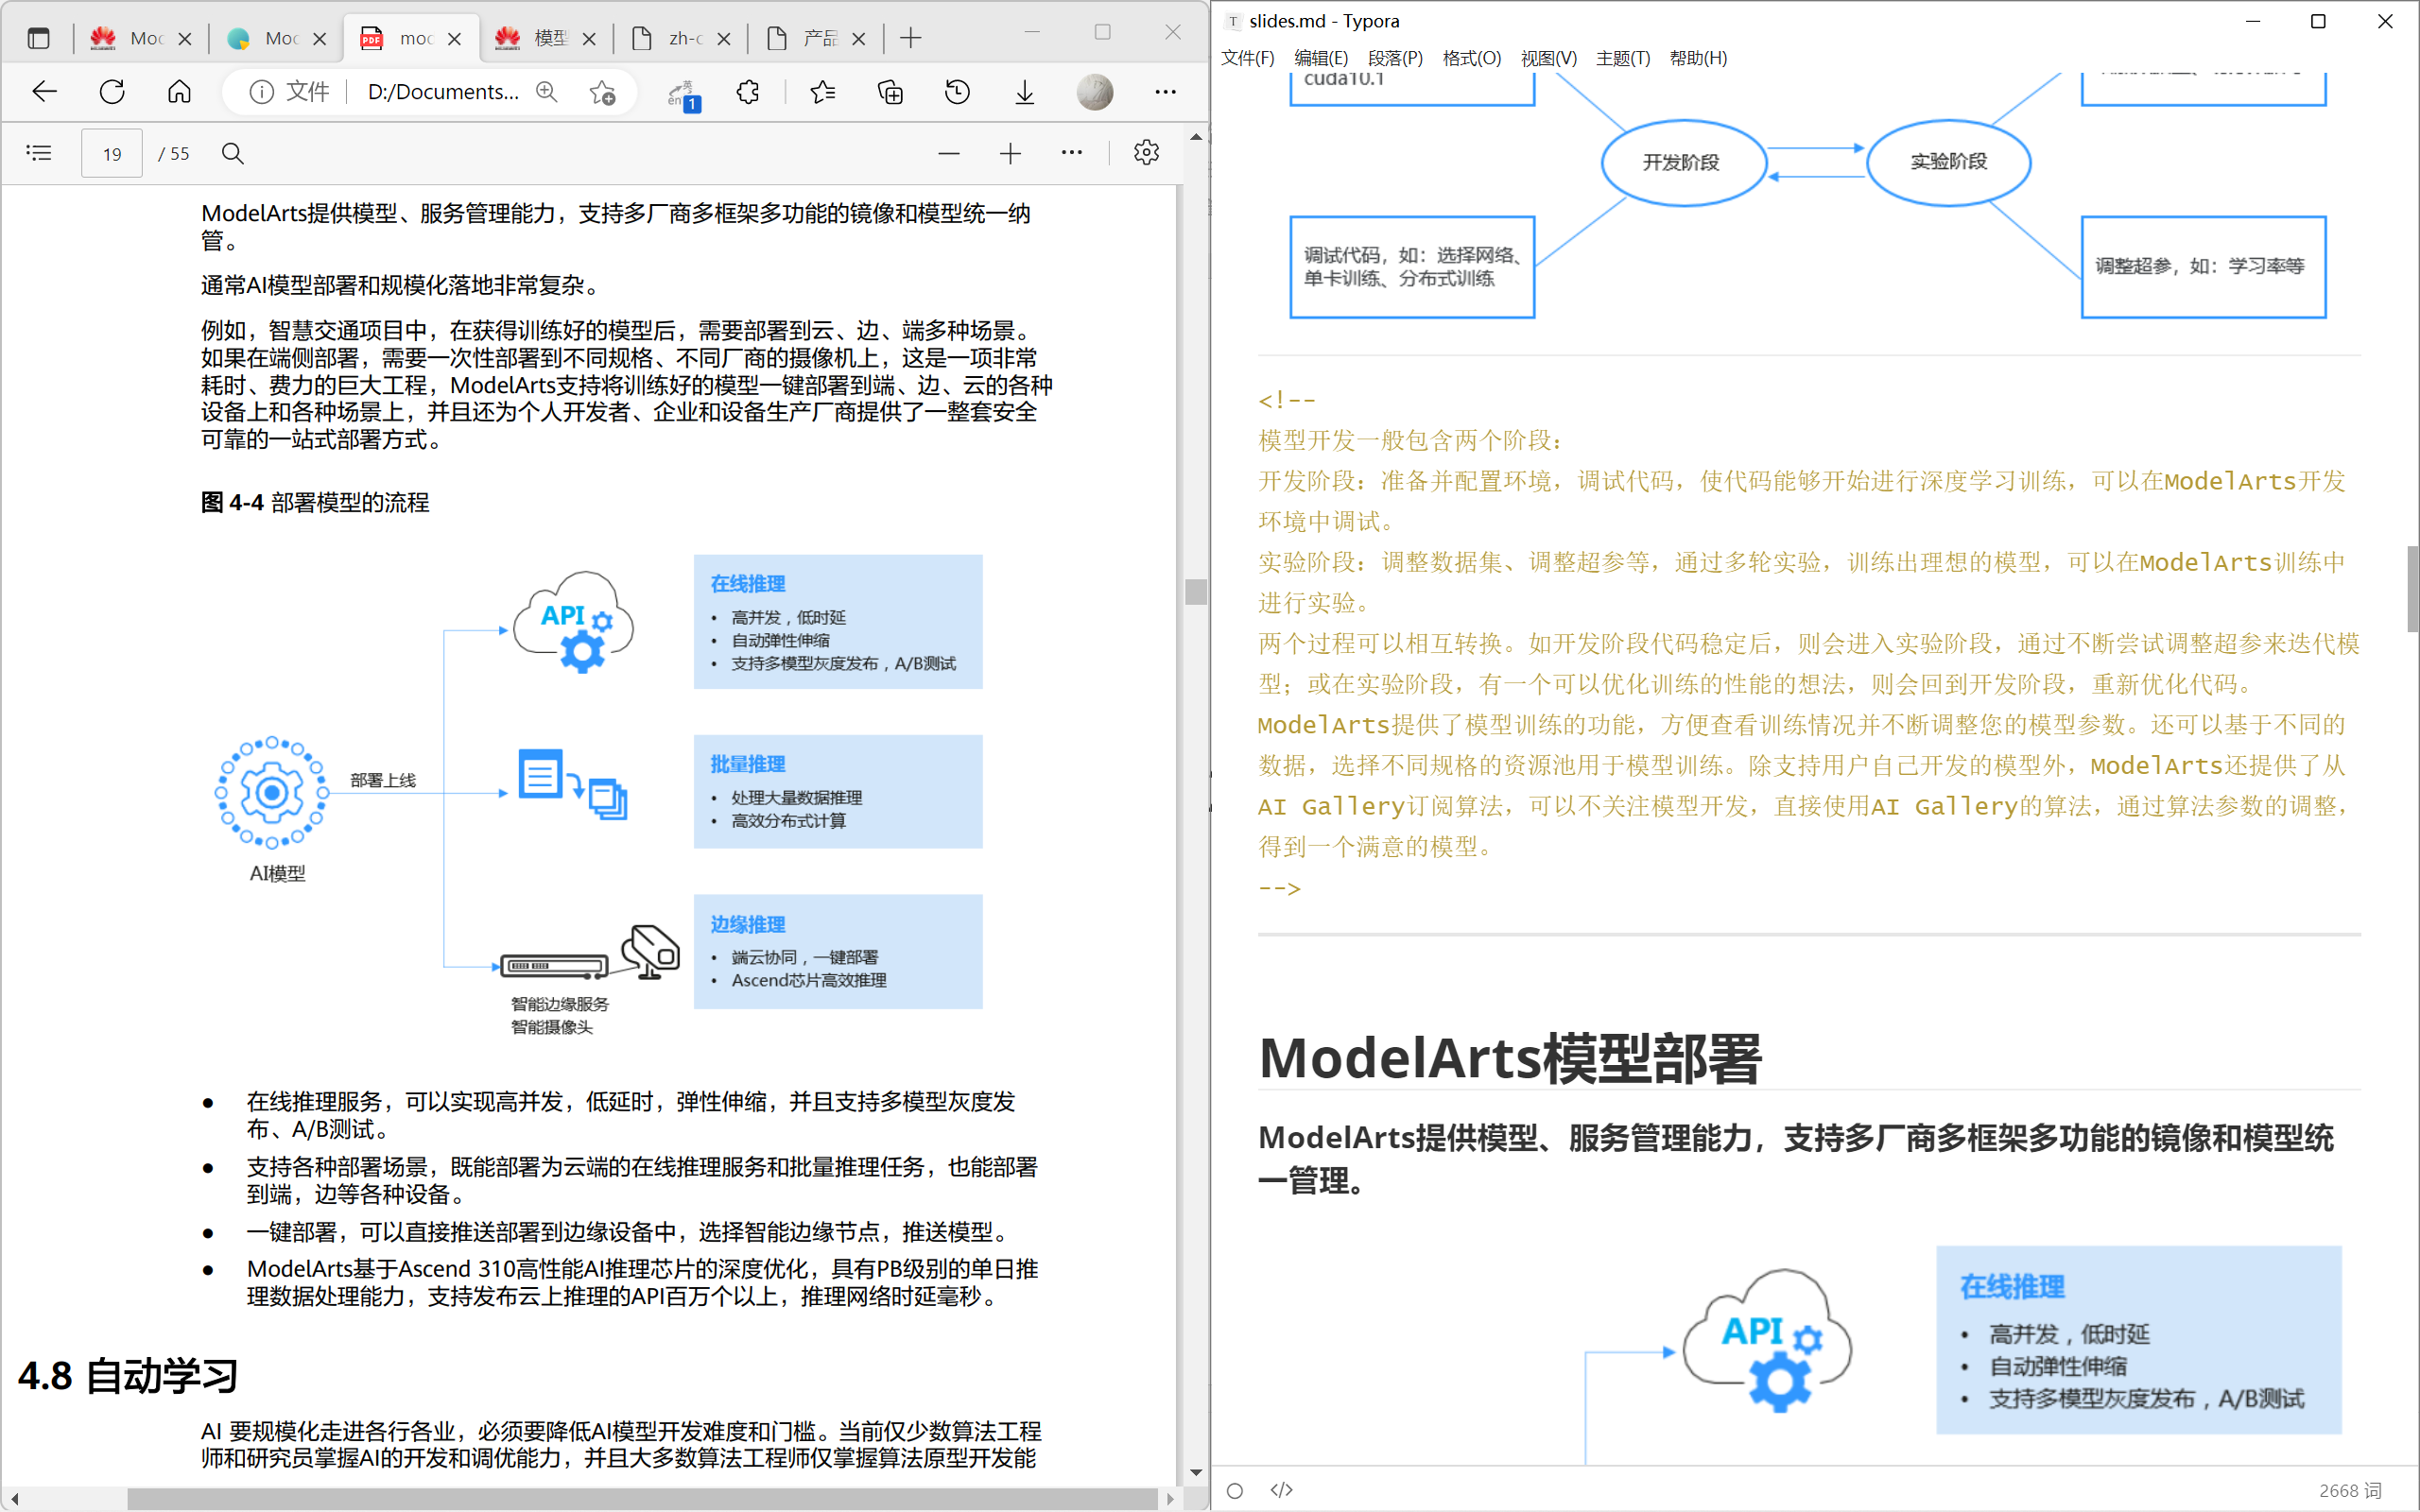 Moc
Moc
moc
模型
zh-c
产品
文件
D:/Documents...
英
en
1
19
/ 55
ModelArts提供模型、服务管理能力，支持多厂商多框架多功能的镜像和模型统一纳
管。
通常AI模型部署和规模化落地非常复杂。
例如，智慧交通项目中，在获得训练好的模型后，需要部署到云、边、端多种场景。
如果在端侧部署，需要一次性部署到不同规格、不同厂商的摄像机上，这是一项非常
耗时、费力的巨大工程，ModelArts支持将训练好的模型一键部署到端、边、云的各种
设备上和各种场景上，并且还为个人开发者、企业和设备生产厂商提供了一整套安全
可靠的一站式部署方式。
图 4-4 部署模型的流程
API
在线推理
• 高并发，低时延
• 自动弹性伸缩
• 支持多模型灰度发布，A/B测试
部署上线
批量推理
• 处理大量数据推理
• 高效分布式计算
AI模型
边缘推理
• 端云协同，一键部署
• Ascend芯片高效推理
智能边缘服务
智能摄像头
● 在线推理服务，可以实现高并发，低延时，弹性伸缩，并且支持多模型灰度发
布、A/B测试。
● 支持各种部署场景，既能部署为云端的在线推理服务和批量推理任务，也能部署
到端，边等各种设备。
● 一键部署，可以直接推送部署到边缘设备中，选择智能边缘节点，推送模型。
● ModelArts基于Ascend 310高性能AI推理芯片的深度优化，具有PB级别的单日推
理数据处理能力，支持发布云上推理的API百万个以上，推理网络时延毫秒。
4.8 自动学习
AI 要规模化走进各行各业，必须要降低AI模型开发难度和门槛。当前仅少数算法工程
师和研究员掌握AI的开发和调优能力，并且大多数算法工程师仅掌握算法原型开发能
slides.md - Typora
文件(F) 编辑(E) 段落(P) 格式(O) 视图(V) 主题(T) 帮助(H)
cuda10.1
开发阶段
实验阶段
调试代码，如：选择网络、
单卡训练、分布式训练
调整超参，如：学习率等
<!--
模型开发一般包含两个阶段：
开发阶段：准备并配置环境，调试代码，使代码能够开始进行深度学习训练，可以在ModelArts开发
环境中调试。
实验阶段：调整数据集、调整超参等，通过多轮实验，训练出理想的模型，可以在ModelArts训练中
进行实验。
两个过程可以相互转换。如开发阶段代码稳定后，则会进入实验阶段，通过不断尝试调整超参来迭代模
型；或在实验阶段，有一个可以优化训练的性能的想法，则会回到开发阶段，重新优化代码。
ModelArts提供了模型训练的功能，方便查看训练情况并不断调整您的模型参数。还可以基于不同的
数据，选择不同规格的资源池用于模型训练。除支持用户自己开发的模型外，ModelArts还提供了从
AI Gallery订阅算法，可以不关注模型开发，直接使用AI Gallery的算法，通过算法参数的调整，
得到一个满意的模型。
-->
ModelArts模型部署
ModelArts提供模型、服务管理能力，支持多厂商多框架多功能的镜像和模型统
一管理。
API
在线推理
• 高并发，低时延
• 自动弹性伸缩
• 支持多模型灰度发布，A/B测试
2668 词